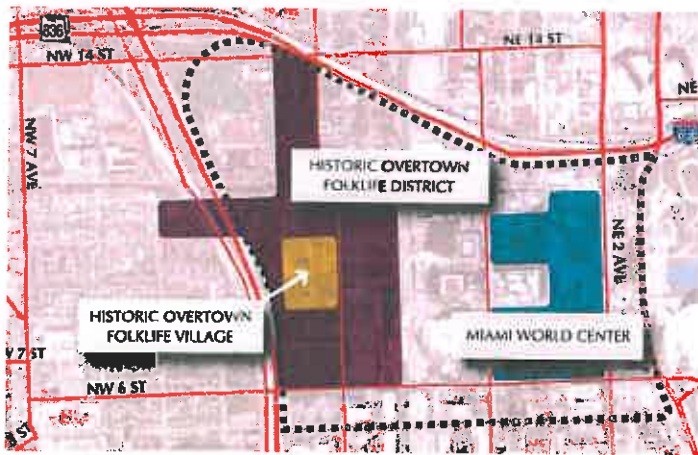 836
NW 14 ST
NE 14 ST
NE
NW 7 AVE
HISTORIC OVERTOWN
FOLKLIFE DISTRICT
NE 2 AVE
HISTORIC OVERTOWN
FOLKLIFE VILLAGE
MIAMI WORLD CENTER
7 ST
NW 6 ST
ST